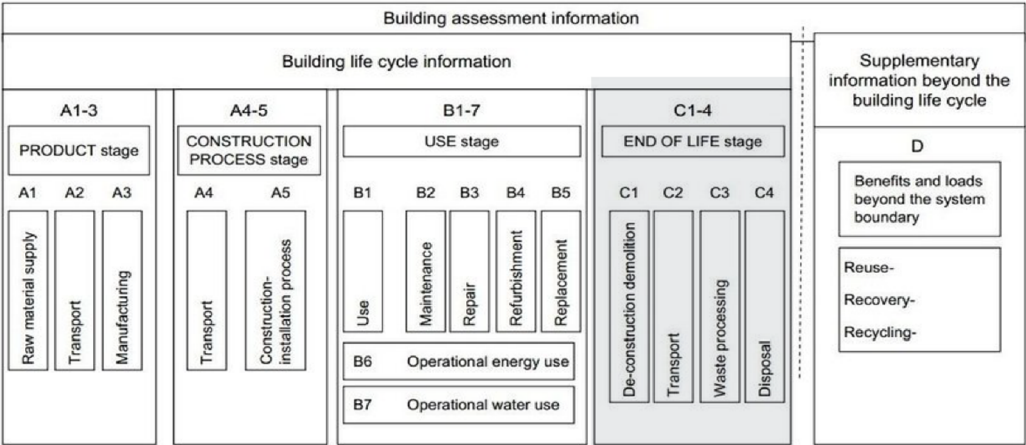 Building assessment information
Building life cycle information
Supplementary
information beyond the
building life cycle
A1-3
PRODUCT stage
A1 A2 A3
Raw material supply
Transport
Manufacturing
A4-5
CONSTRUCTION
PROCESS stage
A4 A5
Transport
Construction-
installation process
B1-7
USE stage
B1 B2 B3 B4 B5
Use
Maintenance
Repair
Refurbishment
Replacement
B6 Operational energy use
B7 Operational water use
C1-4
END OF LIFE stage
C1 C2 C3 C4
De-construction demolition
Transport
Waste processing
Disposal
D
Benefits and loads
beyond the system
boundary
Reuse-
Recovery-
Recycling-